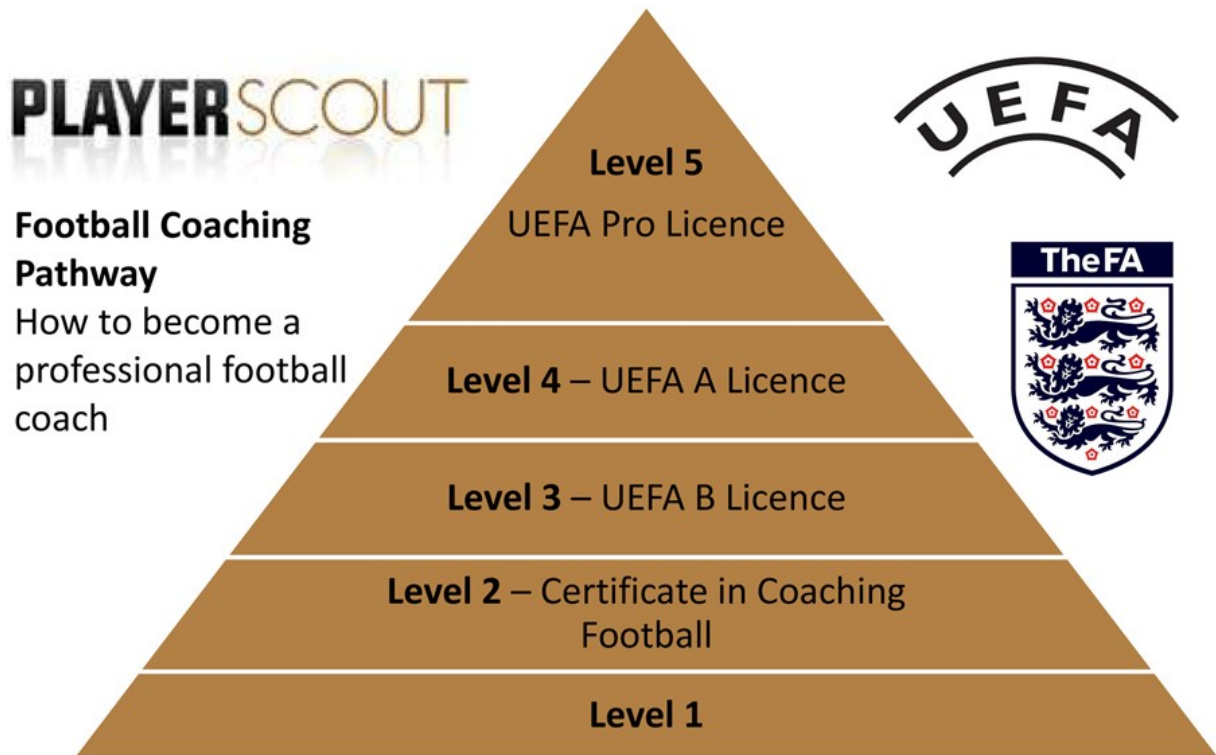 PLAYERSCOUT
Football Coaching
Pathway
How to become a
professional football
coach
UEFA
TheFA
Level 5
UEFA Pro Licence
Level 4 – UEFA A Licence
Level 3 – UEFA B Licence
Level 2 – Certificate in Coaching
Football
Level 1